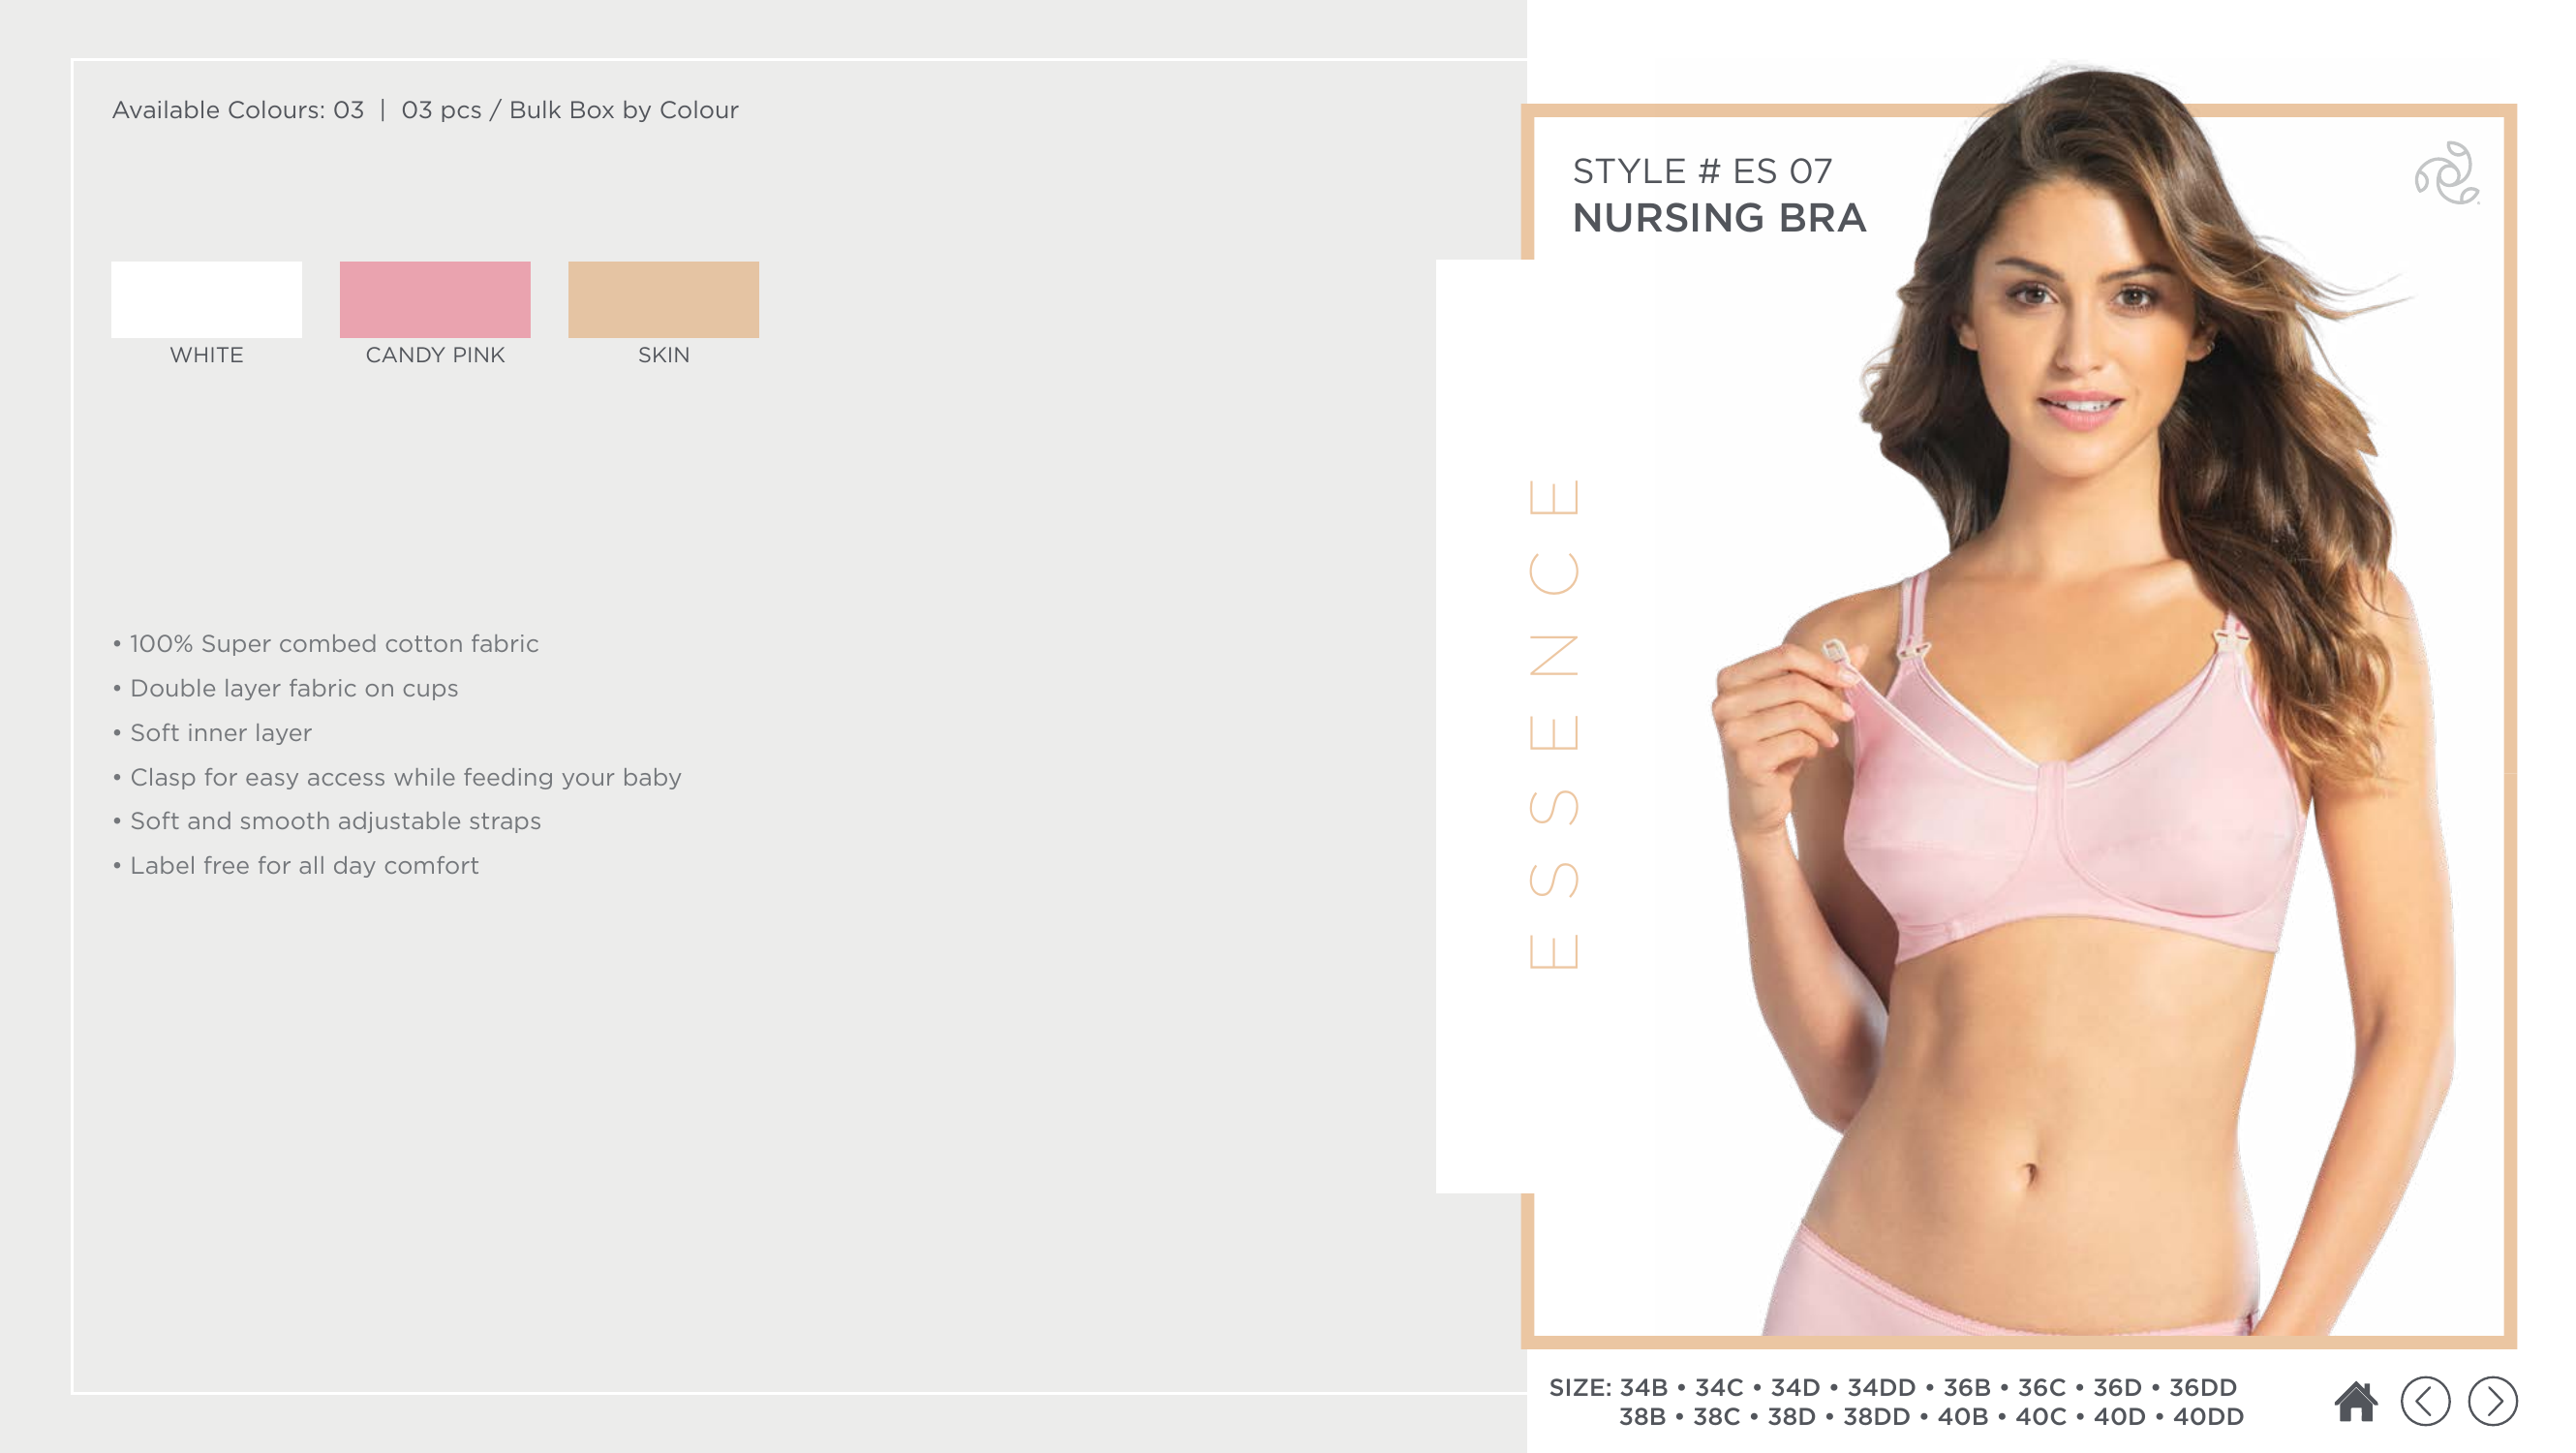 Available Colours: 03 | 03 pcs / Bulk Box by Colour
WHITE
CANDY PINK
SKIN
• 100% Super combed cotton fabric
• Double layer fabric on cups
• Soft inner layer
• Clasp for easy access while feeding your baby
• Soft and smooth adjustable straps
• Label free for all day comfort
STYLE # ES 07
NURSING BRA
ESSENCE
SIZE: 34B • 34C • 34D • 34DD • 36B • 36C • 36D • 36DD
38B • 38C • 38D • 38DD • 40B • 40C • 40D • 40DD